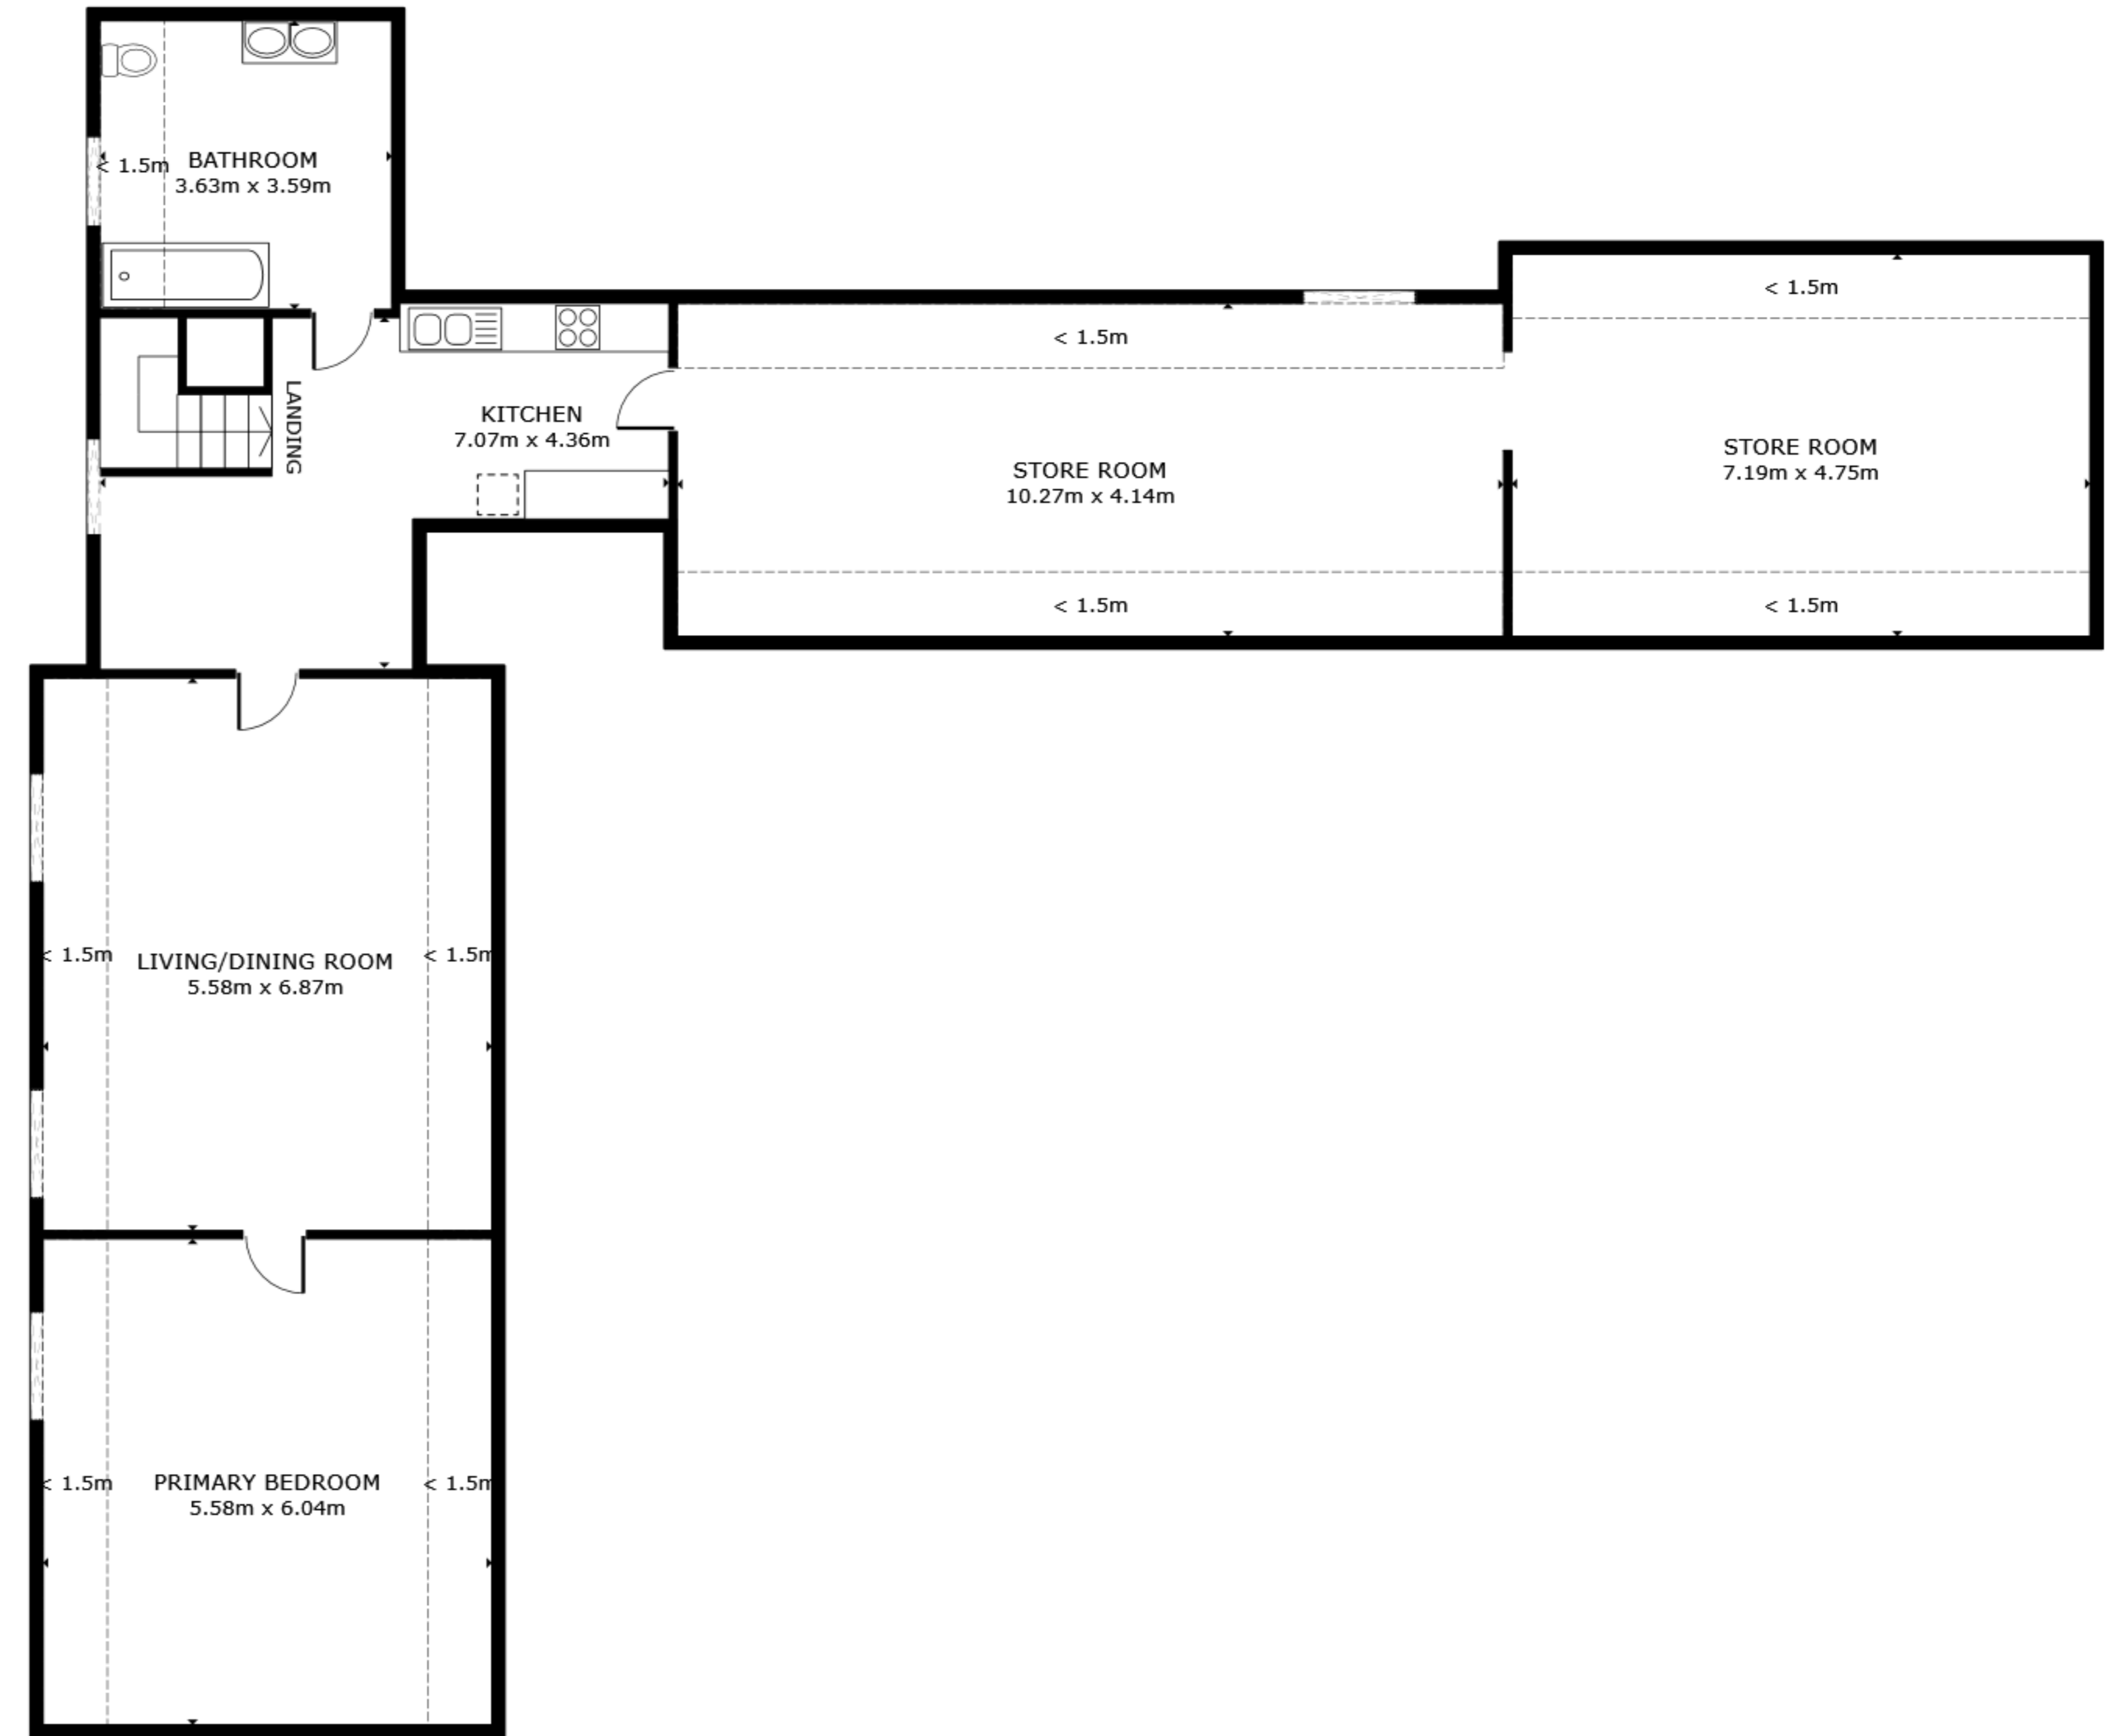 < 1.5m
BATHROOM
3.63m x 3.59m
< 1.5m
< 1.5m
LANDING
KITCHEN
7.07m x 4.36m
STORE ROOM
10.27m x 4.14m
STORE ROOM
7.19m x 4.75m
< 1.5m
< 1.5m
< 1.5m
LIVING/DINING ROOM
5.58m x 6.87m
< 1.5m
< 1.5m
PRIMARY BEDROOM
5.58m x 6.04m
< 1.5m